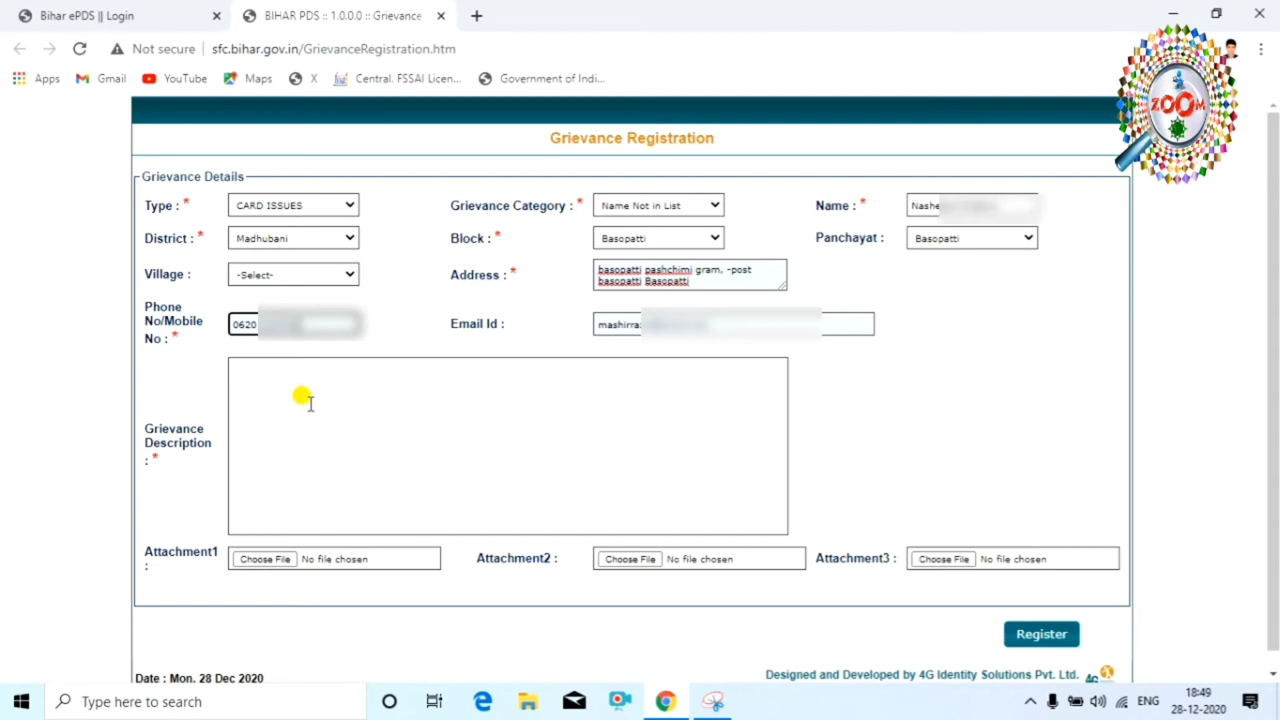 Bihar ePDS || Login
BIHAR PDS :: 1.0.0.0 :: Grievance
Not secure sfc.bihar.gov.in/GrievanceRegistration.htm
Apps Gmail YouTube Maps X Central. FSSAI Licen... Government of Indi...
ZOOM
Grievance Registration
Grievance Details
Type : * CARD ISSUES Grievance Category : * Name Not in List Name : * Nashe
District : * Madhubani Block : * Basopatti Panchayat : Basopatti
Village : -Select- Address : * basopatti pashchimi gram, -post
basopatti Basopatti
Phone
No/Mobile
No : * 0620 Email Id : mashirra
Grievance
Description
: *
Attachment1
: Choose File No file chosen Attachment2 : Choose File No file chosen Attachment3 : Choose File No file chosen
Register
Date : Mon. 28 Dec 2020 Designed and Developed by 4G Identity Solutions Pvt. Ltd. 4G
Type here to search ENG 18:49
28-12-2020